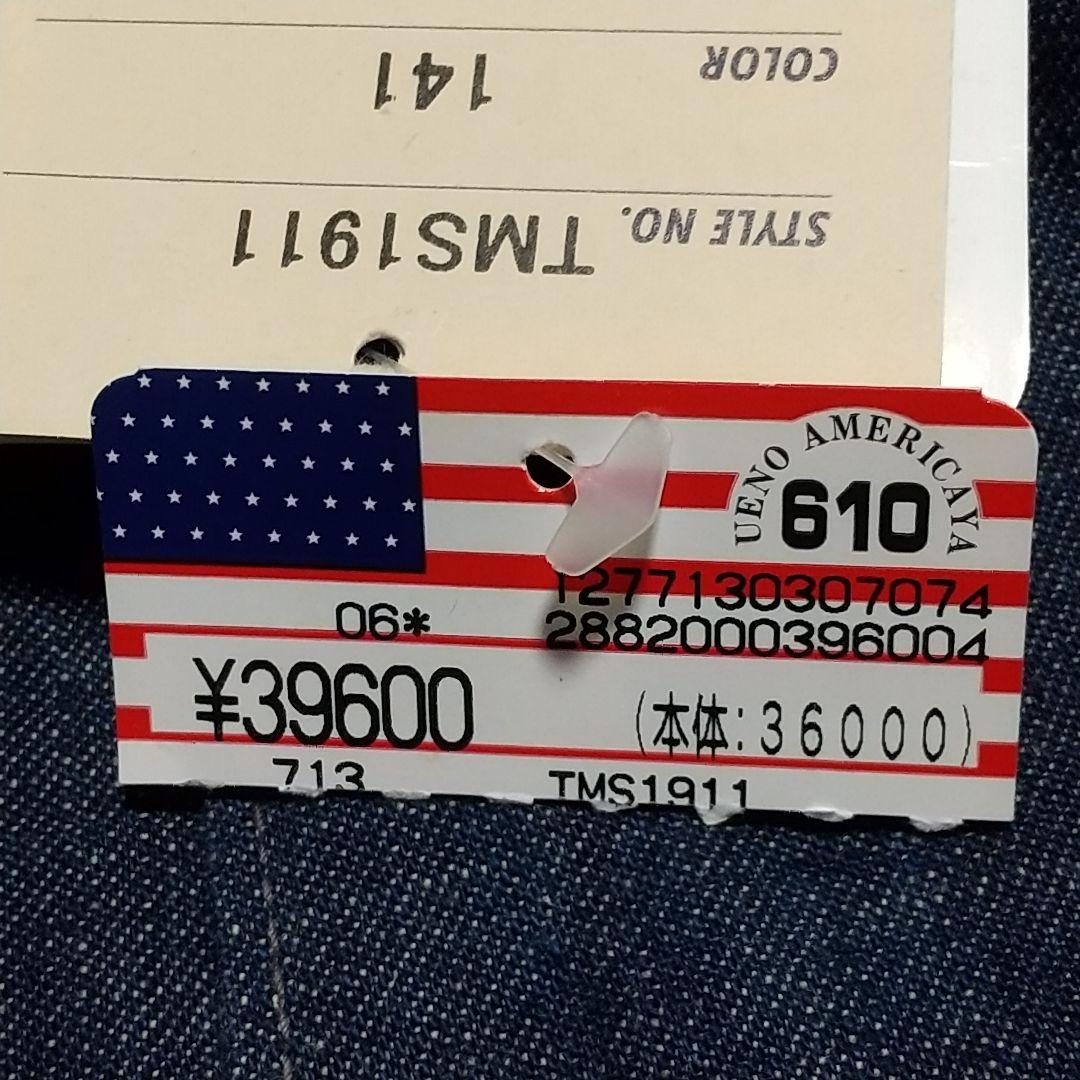 STYLE NO. TMS1911
COLOR 141
UENO AMERICAYA
610
1277130307074
06* 2882000396004
¥39600 (本体:36000)
713 TMS1911